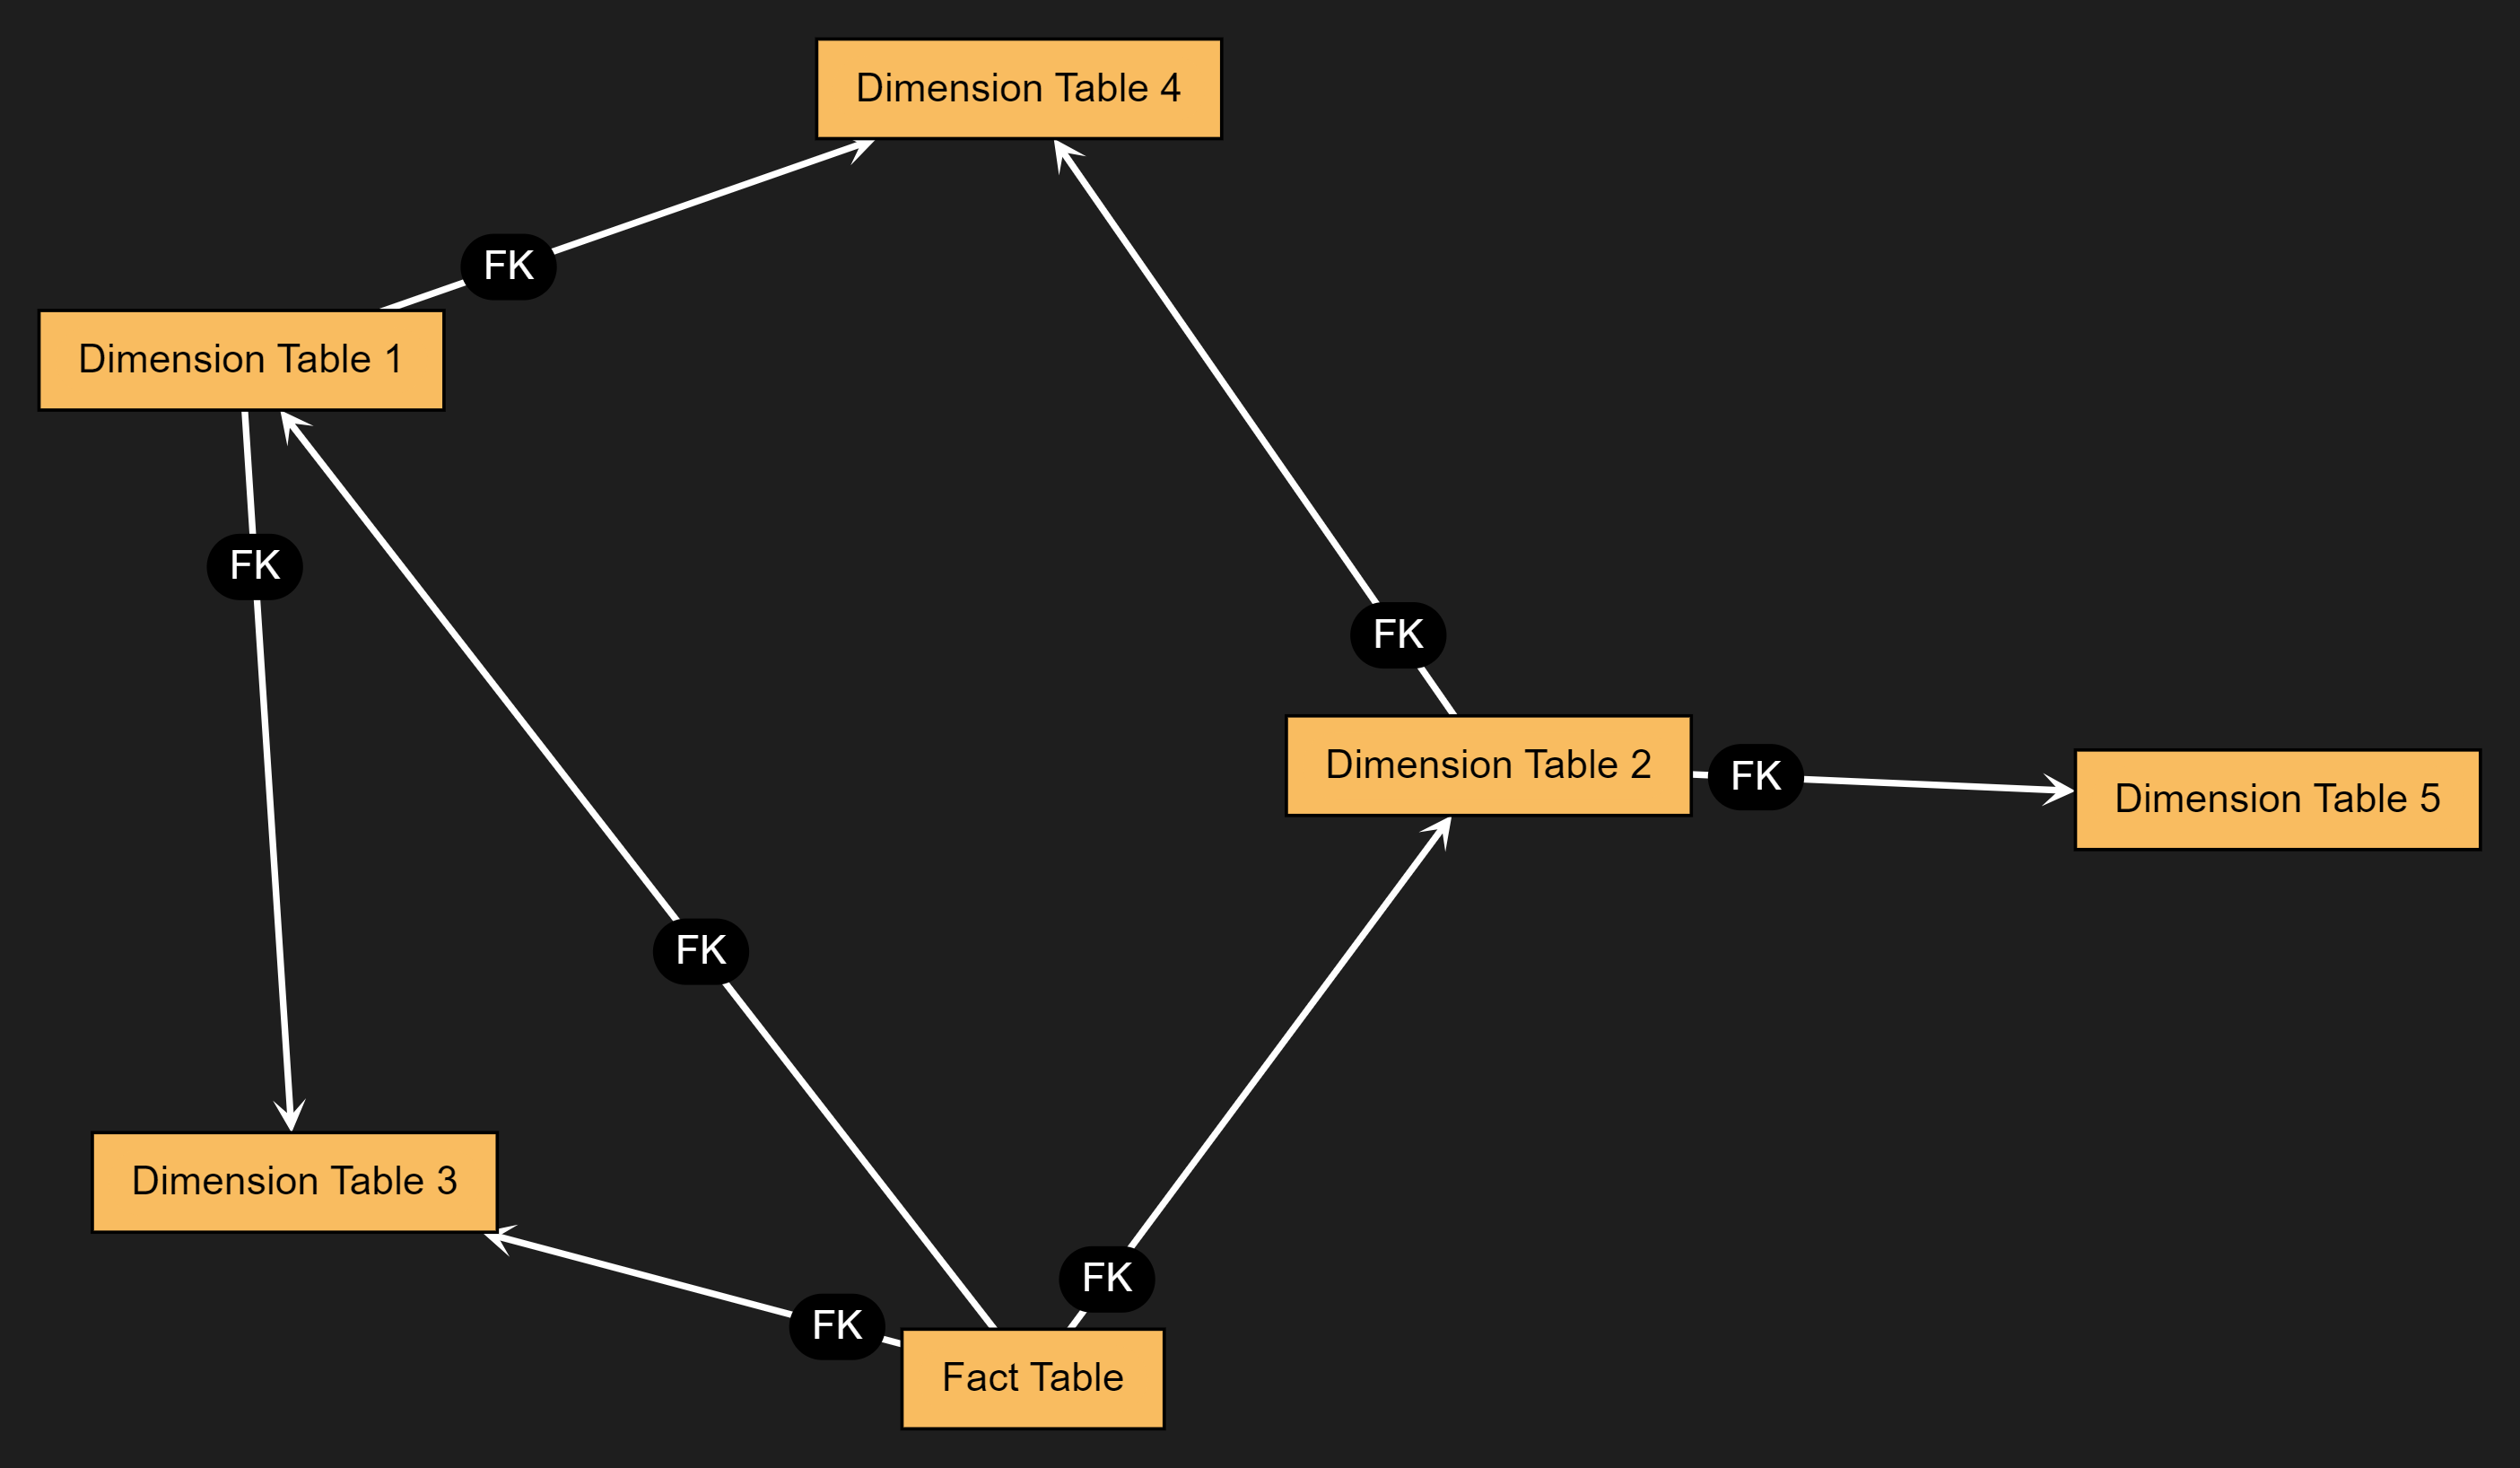 Dimension Table 4
FK
Dimension Table 1
FK
FK
Dimension Table 2
FK
Dimension Table 5
FK
Dimension Table 3
FK
FK
Fact Table